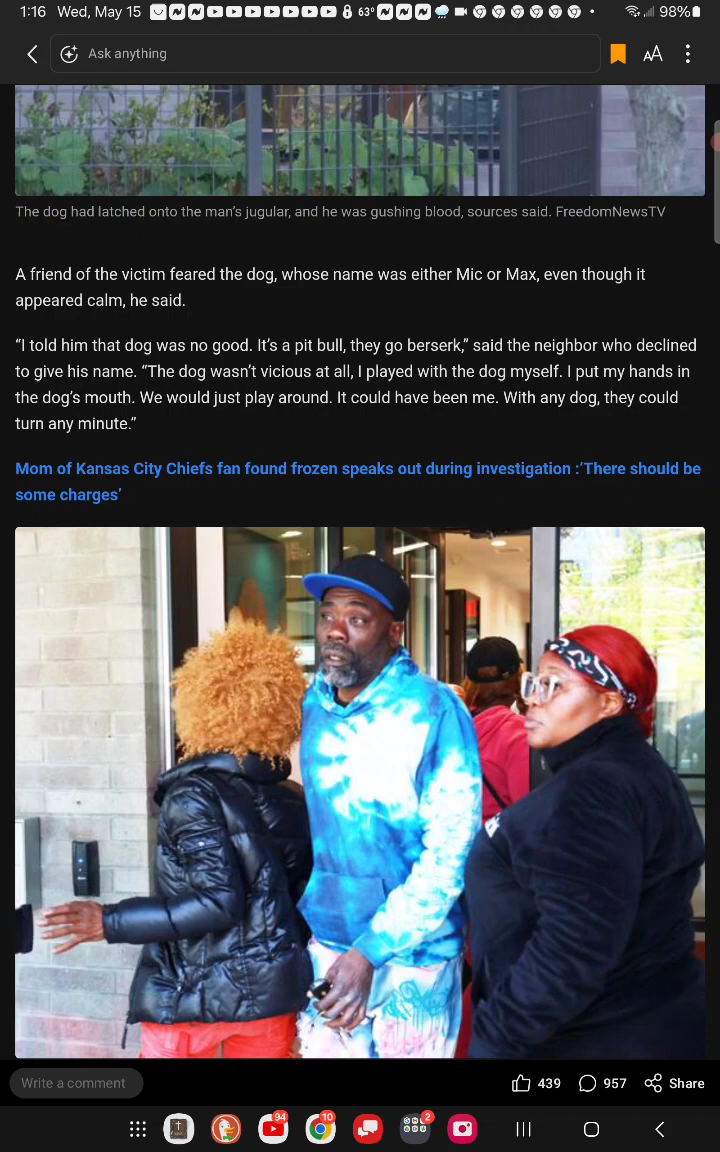 1:16 Wed, May 15 63° 98%
Ask anything AA
The dog had latched onto the man's jugular, and he was gushing blood, sources said. FreedomNewsTV
A friend of the victim feared the dog, whose name was either Mic or Max, even though it
appeared calm, he said.
“I told him that dog was no good. It’s a pit bull, they go berserk,” said the neighbor who declined
to give his name. “The dog wasn’t vicious at all, I played with the dog myself. I put my hands in
the dog’s mouth. We would just play around. It could have been me. With any dog, they could
turn any minute.”
Mom of Kansas City Chiefs fan found frozen speaks out during investigation :‘There should be
some charges’
Write a comment 439 957 Share
94 10 2